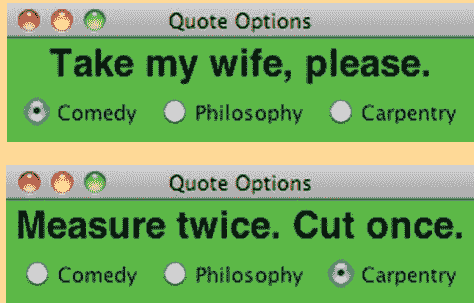 Quote Options
Take my wife, please.
Comedy Philosophy Carpentry
Quote Options
Measure twice. Cut once.
Comedy Philosophy Carpentry